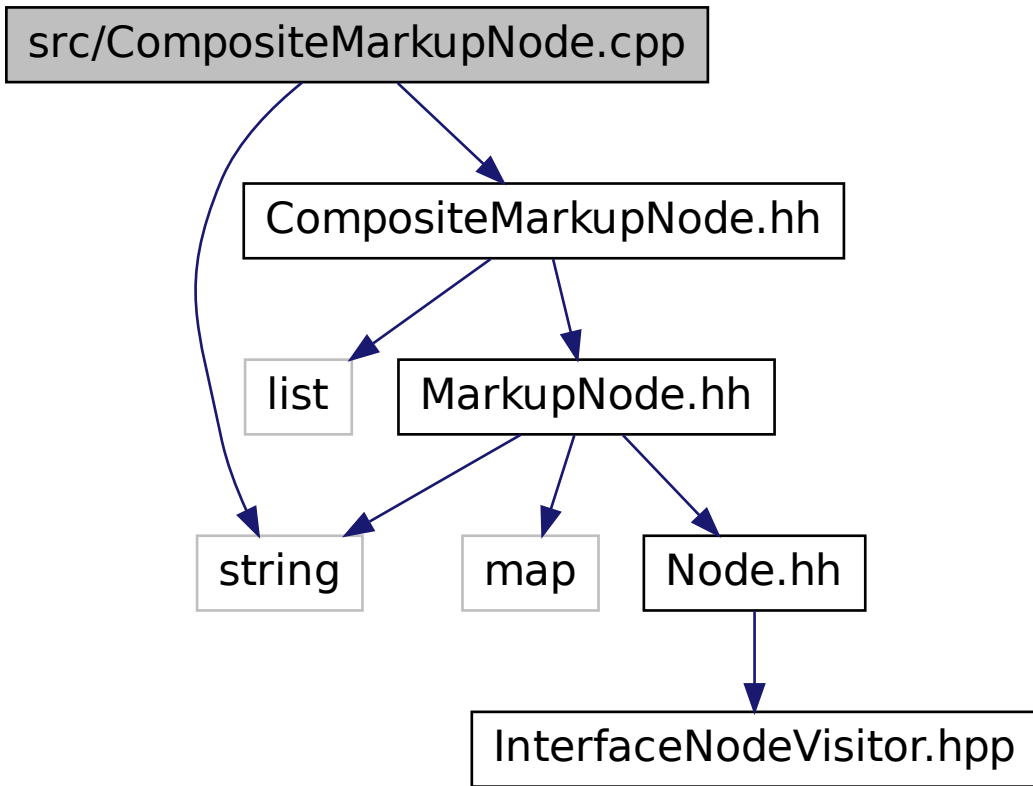 src/CompositeMarkupNode.cpp
CompositeMarkupNode.hh
list
MarkupNode.hh
string
map
Node.hh
InterfaceNodeVisitor.hpp